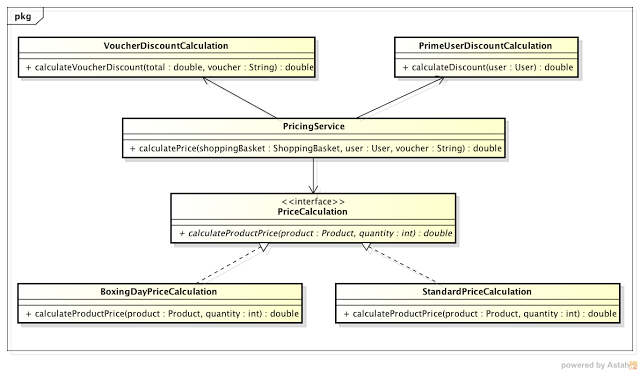 pkg
VoucherDiscountCalculation
+ calculateVoucherDiscount(total : double, voucher : String) : double
PrimeUserDiscountCalculation
+ calculateDiscount(user : User) : double
PricingService
+ calculatePrice(shoppingBasket : ShoppingBasket, user : User, voucher : String) : double
<<interface>>
PriceCalculation
+ calculateProductPrice(product : Product, quantity : int) : double
BoxingDayPriceCalculation
+ calculateProductPrice(product : Product, quantity : int) : double
StandardPriceCalculation
+ calculateProductPrice(product : Product, quantity : int) : double
powered by Astah